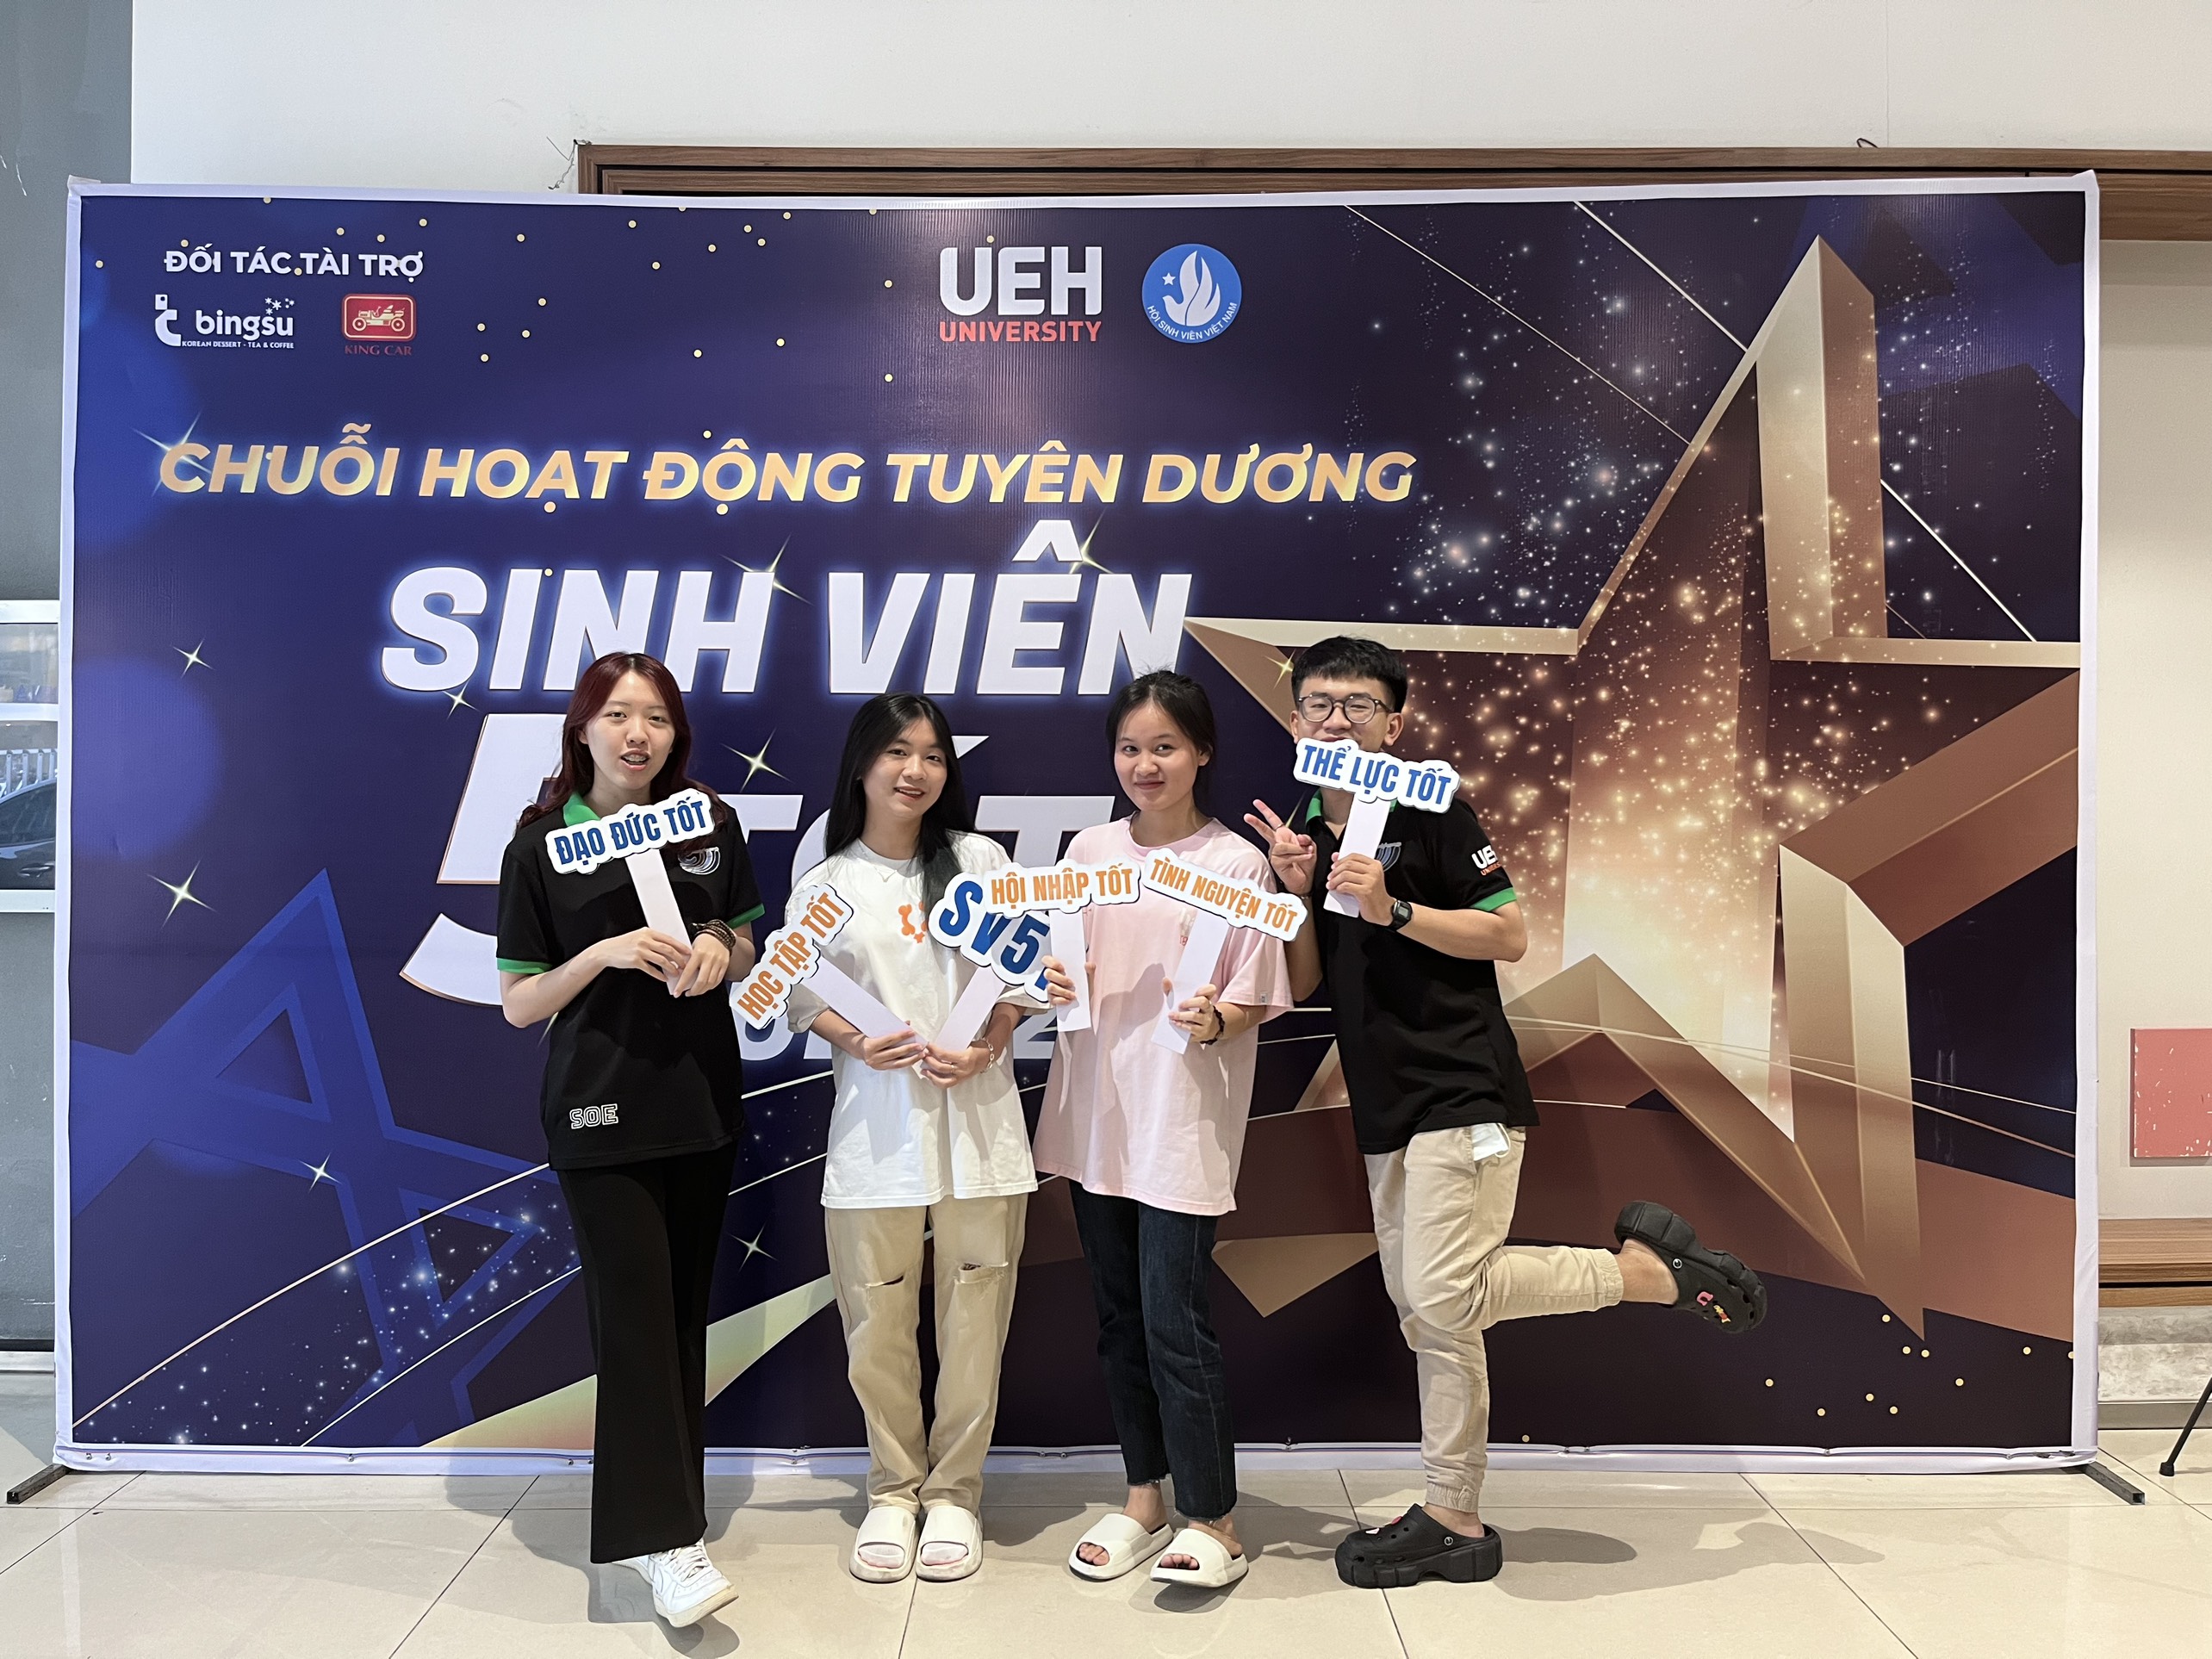 ĐỐI TÁC TÀI TRỢ
bingsu
KOREAN DESSERT - TEA & COFFEE
KING CAR
UEH
UNIVERSITY
HỘI SINH VIÊN VIỆT NAM
CHUỖI HOẠT ĐỘNG TUYÊN DƯƠNG
SINH VIÊN
5
ĐẠO ĐỨC TỐT
HỌC TẬP TỐT
SV5T
HỘI NHẬP TỐT
TÌNH NGUYỆN TỐT
THỂ LỰC TỐT
SOE